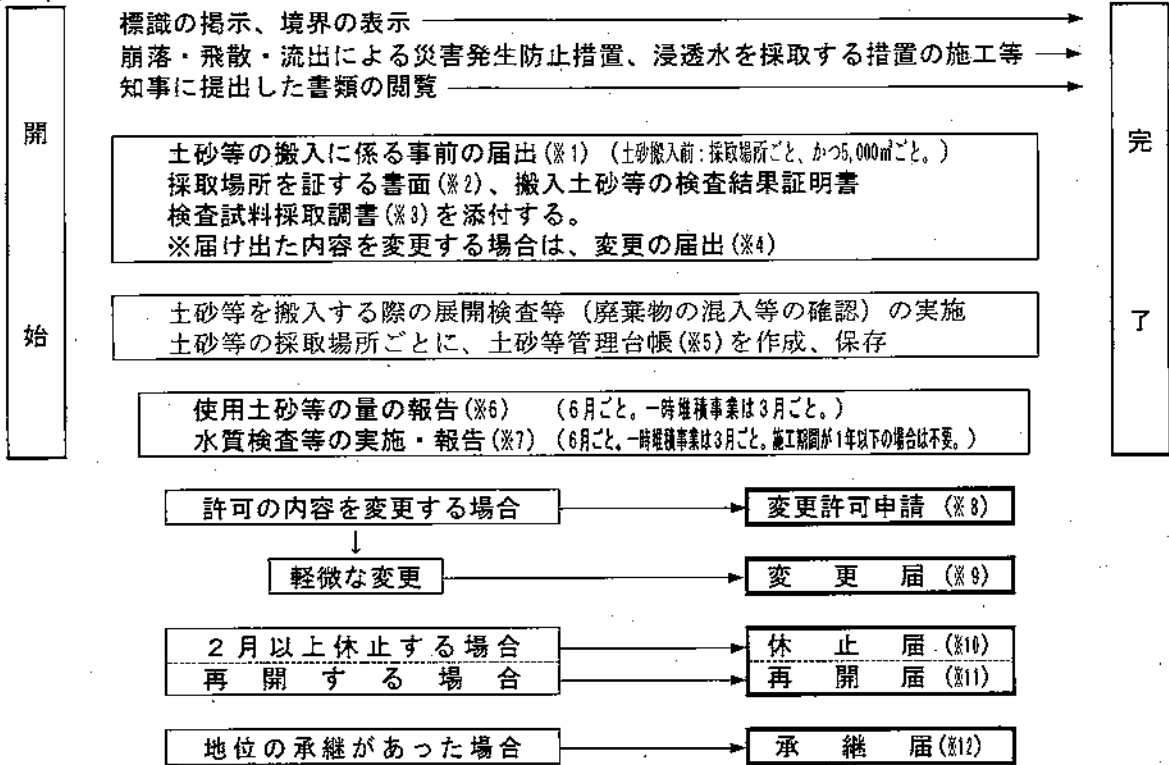 標識の掲示、境界の表示
崩落・飛散・流出による災害発生防止措置、浸透水を採取する措置の施工等
知事に提出した書類の閲覧
開始
完了
土砂等の搬入に係る事前の届出(※1) (土砂搬入前:採取場所ごと、かつ5,000㎥ごと。)
採取場所を証する書面(※2)、搬入土砂等の検査結果証明書
検査試料採取調書(※3)を添付する。
※届け出た内容を変更する場合は、変更の届出(※4)
土砂等を搬入する際の展開検査等(廃棄物の混入等の確認)の実施
土砂等の採取場所ごとに、土砂等管理台帳(※5)を作成、保存
使用土砂等の量の報告(※6) (6月ごと。一時堆積事業は3月ごと。)
水質検査等の実施・報告(※7) (6月ごと。一時堆積事業は3月ごと。施工期間が1年以下の場合は不要。)
許可の内容を変更する場合 変更許可申請(※8)
軽微な変更 変更届(※9)
2月以上休止する場合 休止届(※10)
再開する場合 再開届(※11)
地位の承継があった場合 承継届(※12)